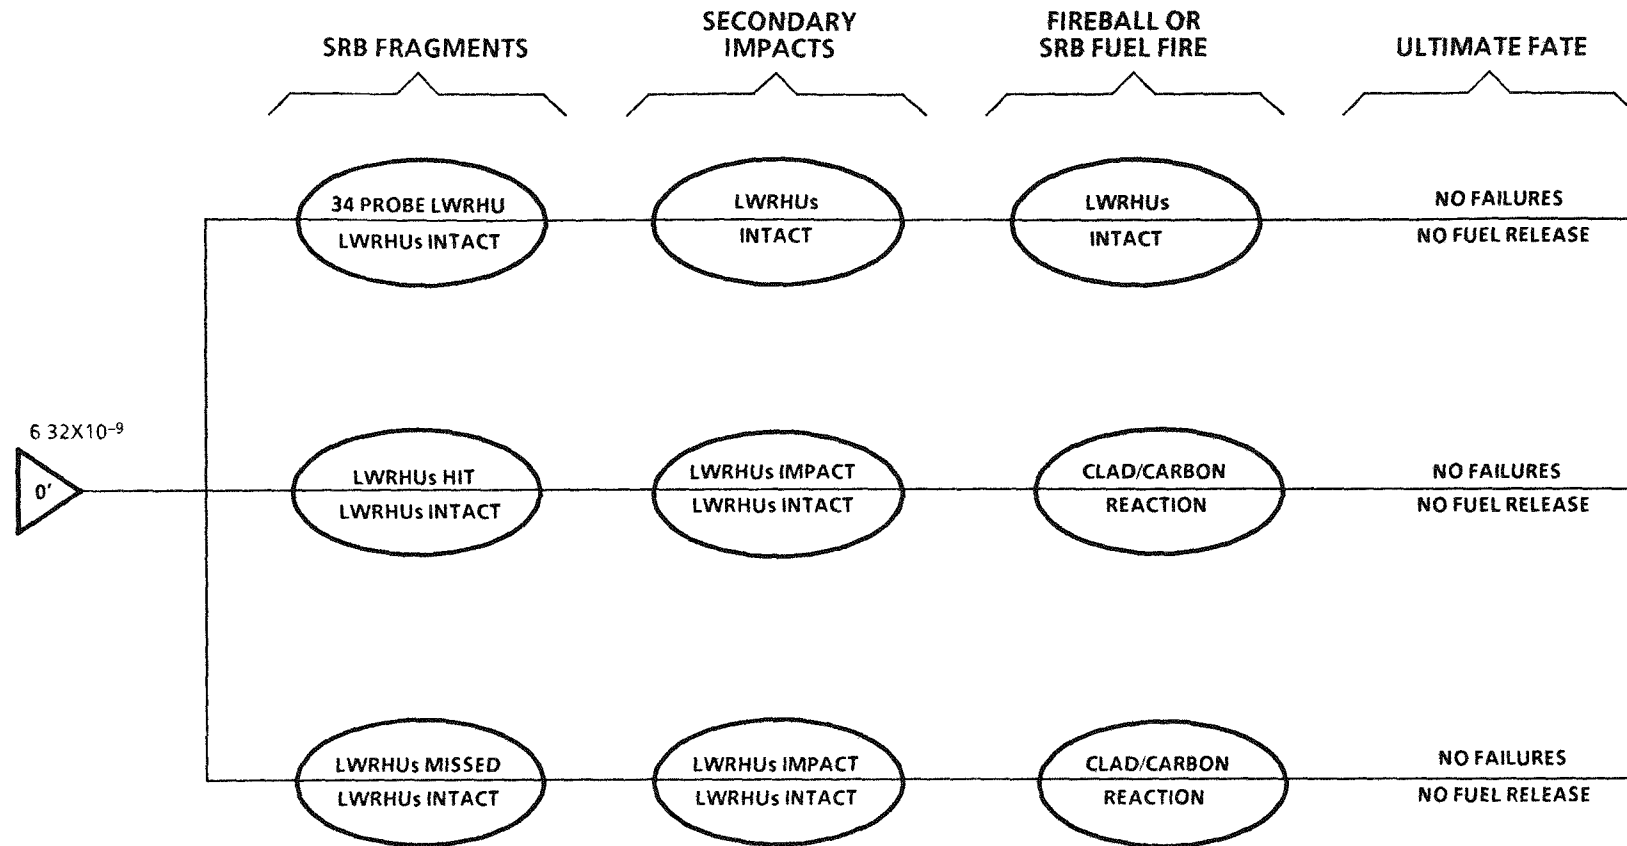 SRB FRAGMENTS
SECONDARY
IMPACTS
FIREBALL OR
SRB FUEL FIRE
ULTIMATE FATE
34 PROBE LWRHU
LWRHUs INTACT
LWRHUs
INTACT
LWRHUs
INTACT
NO FAILURES
NO FUEL RELEASE
6 32X10⁻⁹
0'
LWRHUs HIT
LWRHUs INTACT
LWRHUs IMPACT
LWRHUs INTACT
CLAD/CARBON
REACTION
NO FAILURES
NO FUEL RELEASE
LWRHUs MISSED
LWRHUs INTACT
LWRHUs IMPACT
LWRHUs INTACT
CLAD/CARBON
REACTION
NO FAILURES
NO FUEL RELEASE